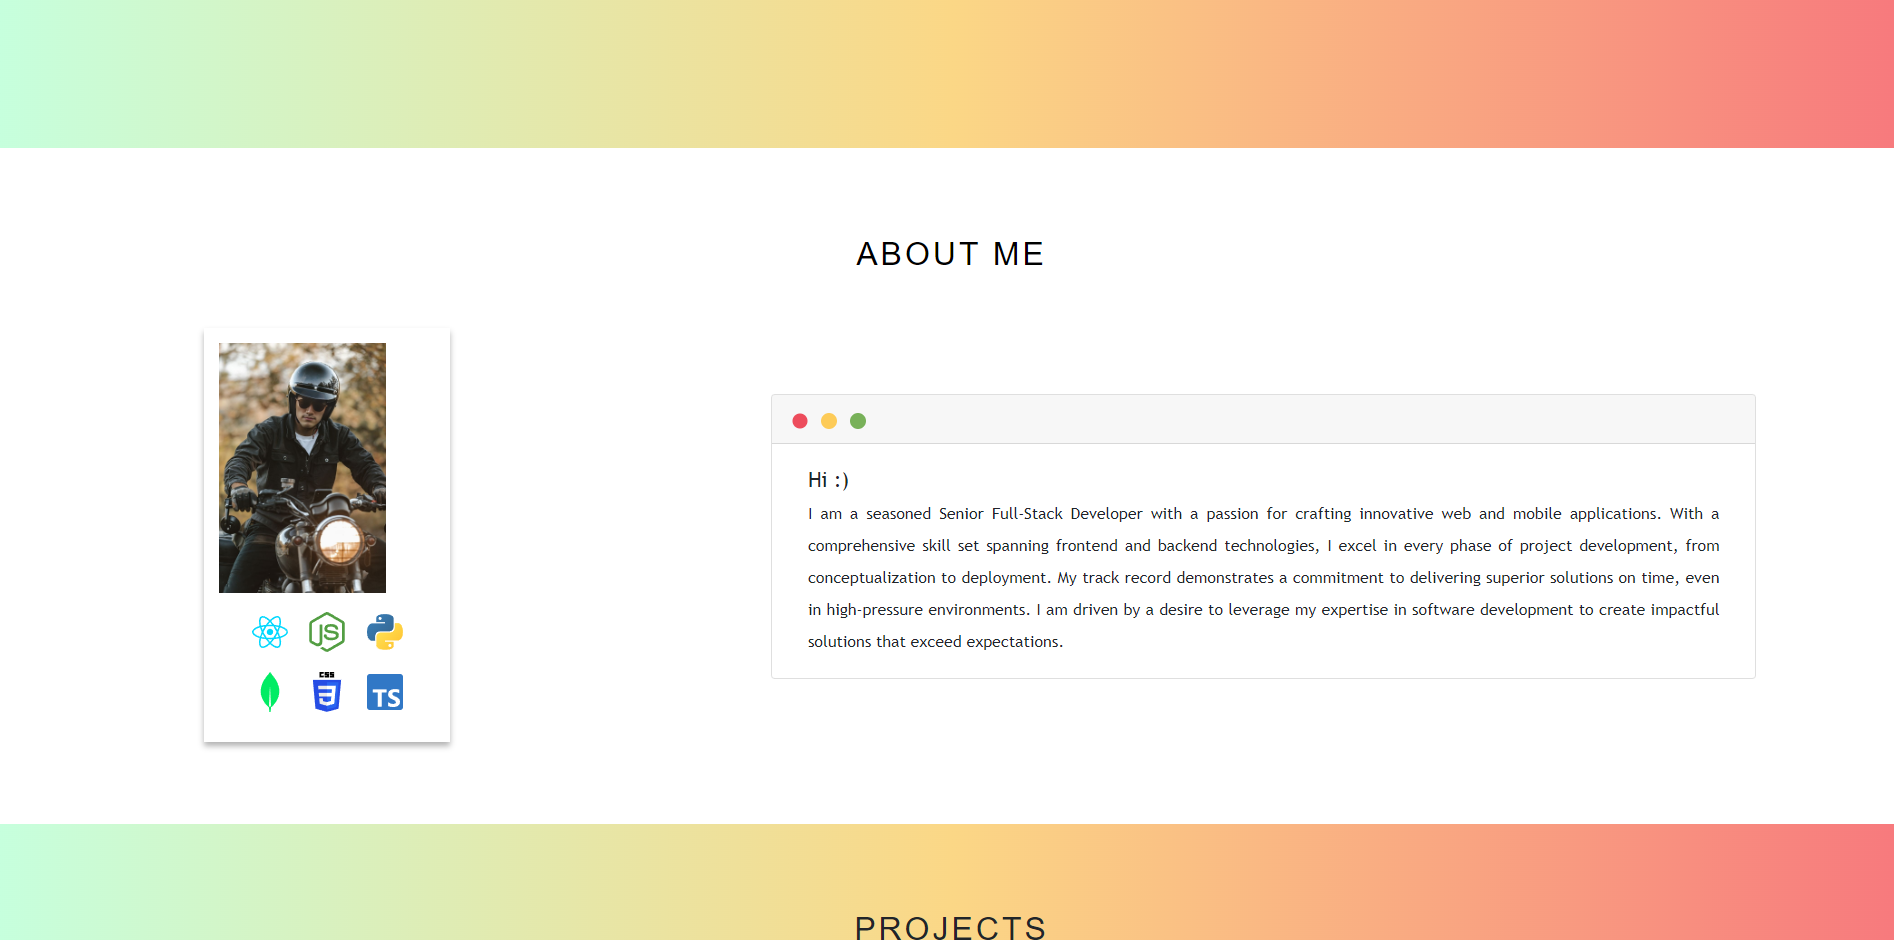 ABOUT ME
Hi :)
I am a seasoned Senior Full-Stack Developer with a passion for crafting innovative web and mobile applications. With a
comprehensive skill set spanning frontend and backend technologies, I excel in every phase of project development, from
conceptualization to deployment. My track record demonstrates a commitment to delivering superior solutions on time, even
in high-pressure environments. I am driven by a desire to leverage my expertise in software development to create impactful
solutions that exceed expectations.
JS
CSS
3
TS
PROJECTS